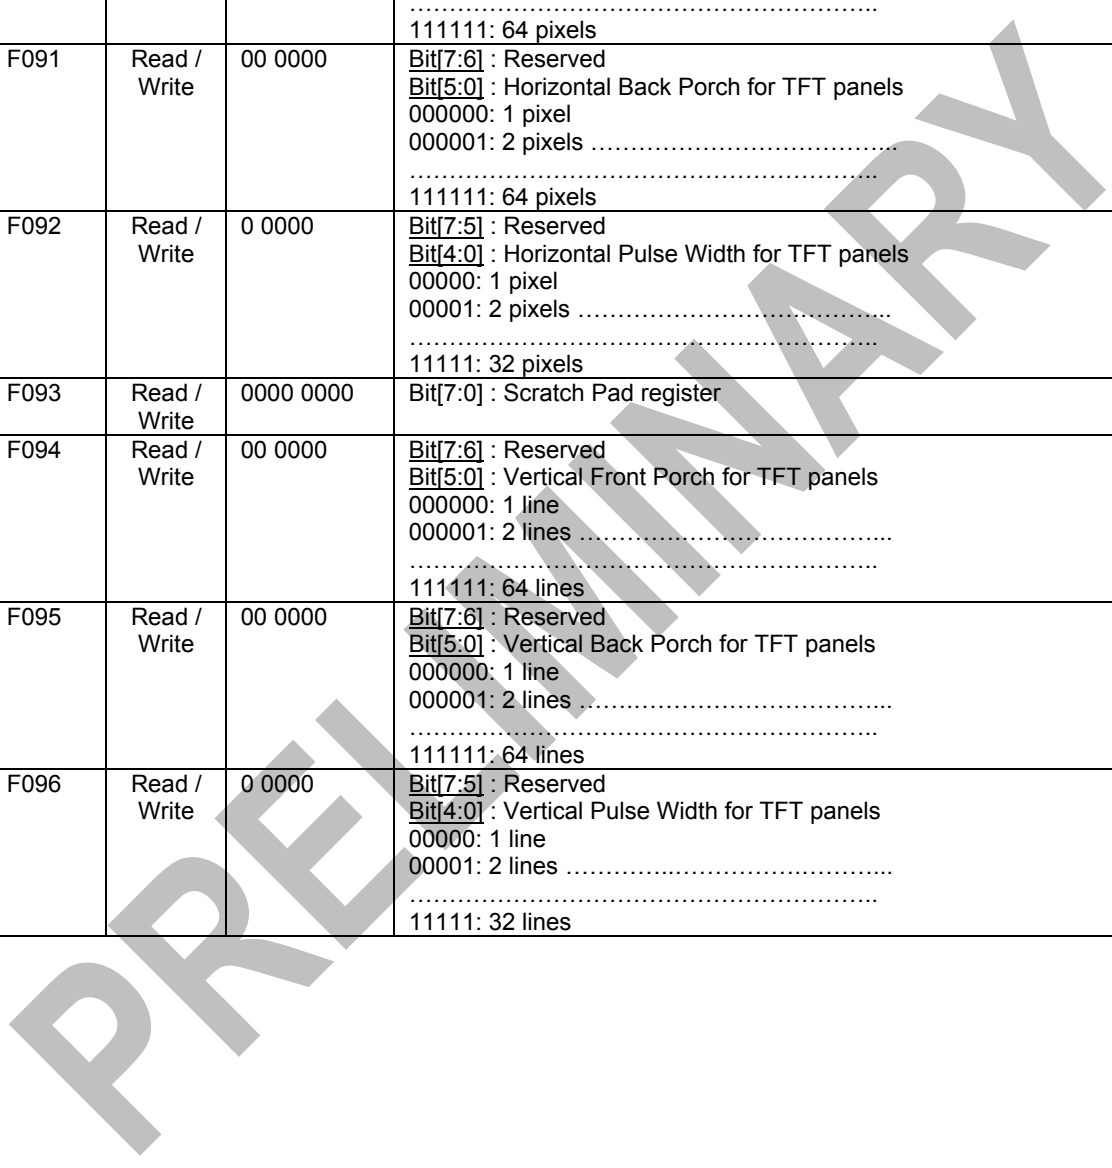 …………………………………………………..
111111: 64 pixels
F091 Read / 00 0000 Bit[7:6] : Reserved
Write Bit[5:0] : Horizontal Back Porch for TFT panels
000000: 1 pixel
000001: 2 pixels ………………………………...
…………………………………………………..
111111: 64 pixels
F092 Read / 0 0000 Bit[7:5] : Reserved
Write Bit[4:0] : Horizontal Pulse Width for TFT panels
00000: 1 pixel
00001: 2 pixels ………………………………...
…………………………………………………..
11111: 32 pixels
F093 Read / 0000 0000 Bit[7:0] : Scratch Pad register
Write
F094 Read / 00 0000 Bit[7:6] : Reserved
Write Bit[5:0] : Vertical Front Porch for TFT panels
000000: 1 line
000001: 2 lines ………………………………...
…………………………………………………..
111111: 64 lines
F095 Read / 00 0000 Bit[7:6] : Reserved
Write Bit[5:0] : Vertical Back Porch for TFT panels
000000: 1 line
000001: 2 lines …….…………………………...
…………………………………………………..
111111: 64 lines
F096 Read / 0 0000 Bit[7:5] : Reserved
Write Bit[4:0] : Vertical Pulse Width for TFT panels
00000: 1 line
00001: 2 lines …………..…………….………...
…………………………………………………..
11111: 32 lines
PRELIMINARY